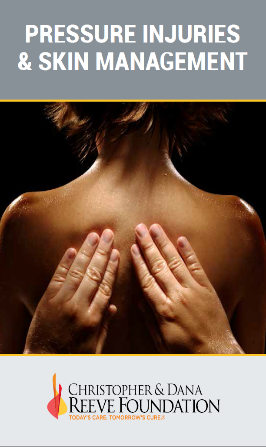 PRESSURE INJURIES
& SKIN MANAGEMENT
CHRISTOPHER & DANA
REEVE FOUNDATION
TODAY'S CARE. TOMORROW'S CURE.®